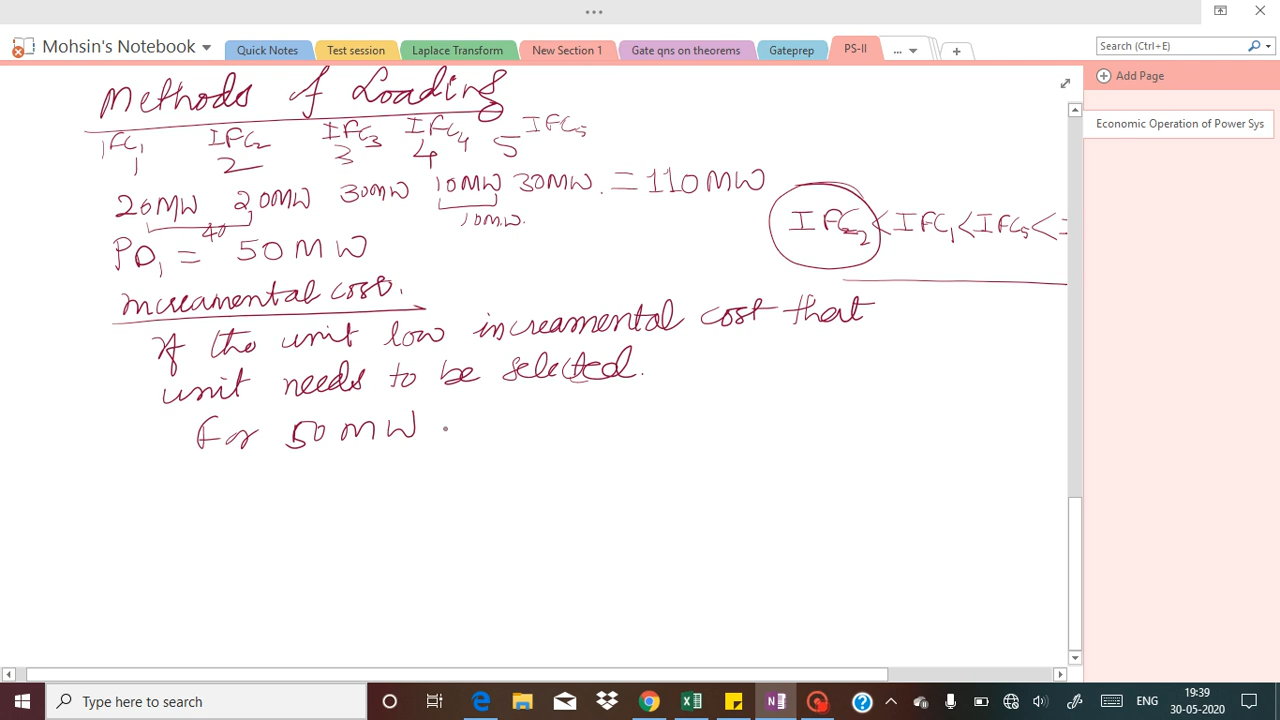 Mohsin's Notebook
Quick Notes
Test session
Laplace Transform
New Section 1
Gate qns on theorems
Gateprep
PS-II
...
+
Search (Ctrl+E)
Add Page
Economic Operation of Power Sys
Methods of Loading
IFC1 IFC2 IFC3 IFC4 IFC5
1 2 3 4 5
20MW 20MW 30MW 10MW 30MW. = 110MW
40 10MW.
IFC2 < IFC1 < IFC5 < I
PD1 = 50MW
increamental cost.
if the unit low increamental cost that
unit needs to be selected.
For 50MW .
Type here to search
ENG
19:39
30-05-2020